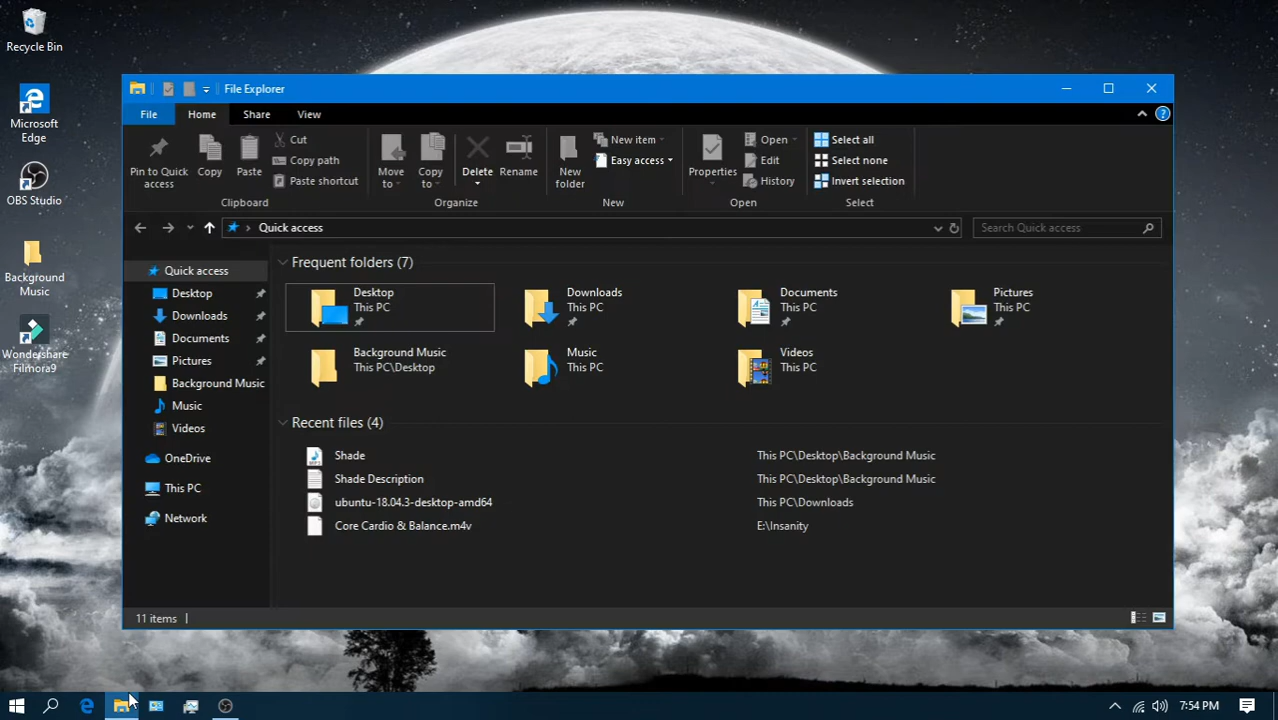 Recycle Bin
Microsoft
Edge
OBS Studio
Background
Music
Wondershare
Filmora9
File Explorer
File
Home
Share
View
Pin to Quick
access
Copy
Paste
Cut
Copy path
Paste shortcut
Clipboard
Move
to
Copy
to
Delete
Rename
Organize
New
folder
New item
Easy access
New
Properties
Open
Edit
History
Open
Select all
Select none
Invert selection
Select
Quick access
Search Quick access
Quick access
Desktop
Downloads
Documents
Pictures
Background Music
Music
Videos
OneDrive
This PC
Network
Frequent folders (7)
Desktop
This PC
Downloads
This PC
Documents
This PC
Pictures
This PC
Background Music
This PC\Desktop
Music
This PC
Videos
This PC
Recent files (4)
Shade This PC\Desktop\Background Music
Shade Description This PC\Desktop\Background Music
ubuntu-18.04.3-desktop-amd64 This PC\Downloads
Core Cardio & Balance.m4v E:\Insanity
11 items
7:54 PM